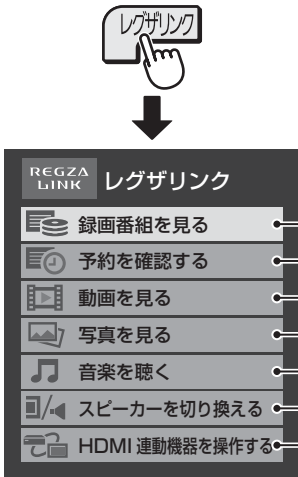 レグザリンク
REGZA
LINK レグザリンク
録画番組を見る
予約を確認する
動画を見る
写真を見る
音楽を聴く
スピーカーを切り換える
HDMI 連動機器を操作する